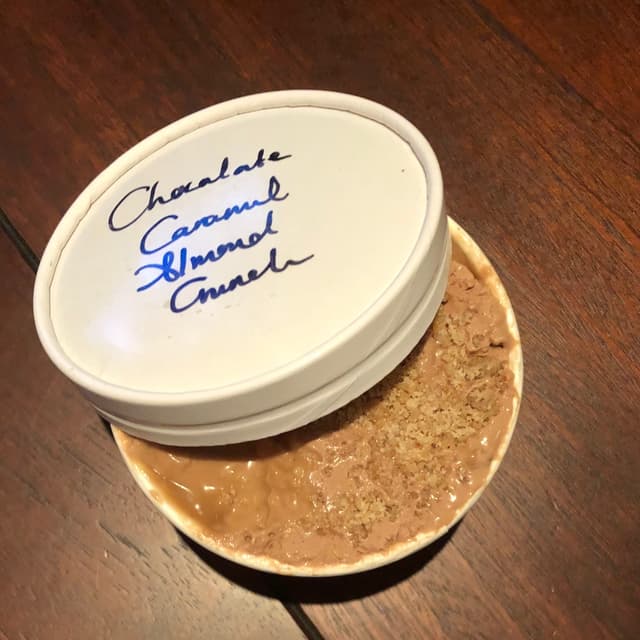 Chocolate
Caramel
Almond
Crunch